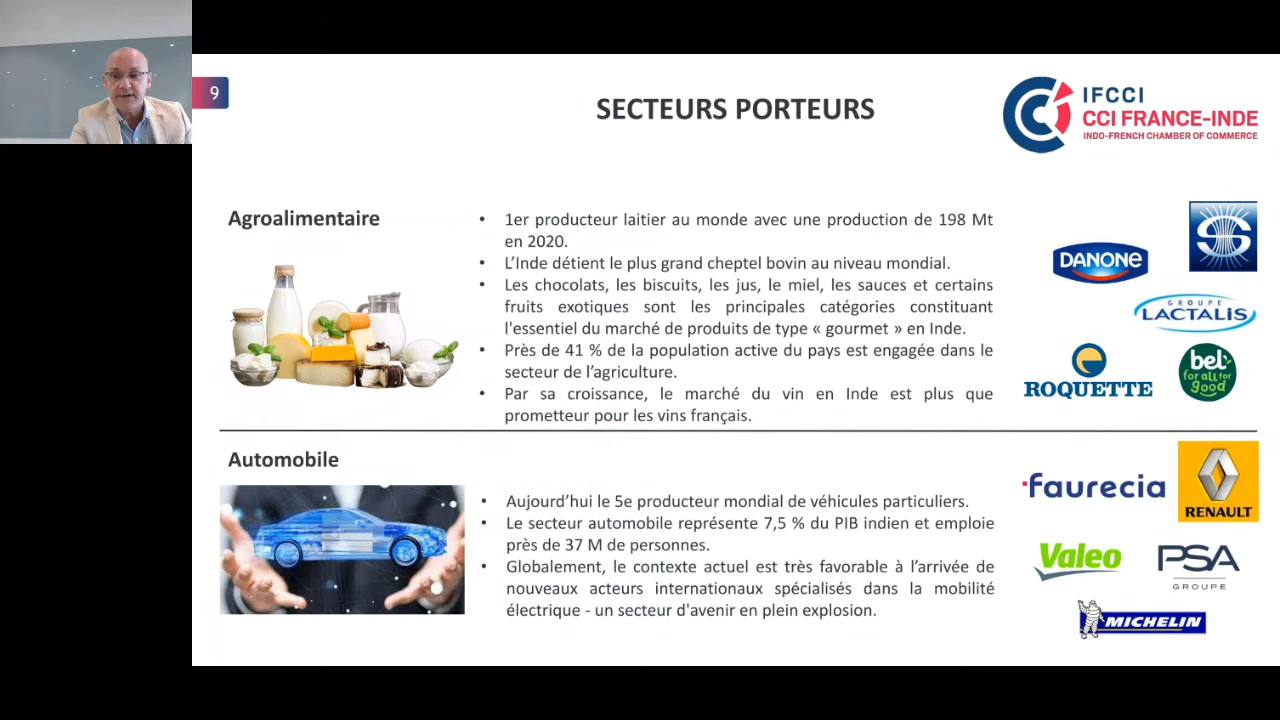 9
SECTEURS PORTEURS
IFCCI
CCI FRANCE-INDE
INDO-FRENCH CHAMBER OF COMMERCE
Agroalimentaire
• 1er producteur laitier au monde avec une production de 198 Mt
en 2020.
• L’Inde détient le plus grand cheptel bovin au niveau mondial.
• Les chocolats, les biscuits, les jus, le miel, les sauces et certains
fruits exotiques sont les principales catégories constituant
l'essentiel du marché de produits de type « gourmet » en Inde.
• Près de 41 % de la population active du pays est engagée dans le
secteur de l’agriculture.
• Par sa croissance, le marché du vin en Inde est plus que
prometteur pour les vins français.
DANONE
GROUPE
LACTALIS
ROQUETTE
bel
for all for
good
Automobile
• Aujourd’hui le 5e producteur mondial de véhicules particuliers.
• Le secteur automobile représente 7,5 % du PIB indien et emploie
près de 37 M de personnes.
• Globalement, le contexte actuel est très favorable à l’arrivée de
nouveaux acteurs internationaux spécialisés dans la mobilité
électrique - un secteur d'avenir en plein explosion.
faurecia
RENAULT
Valeo
PSA
GROUPE
MICHELIN